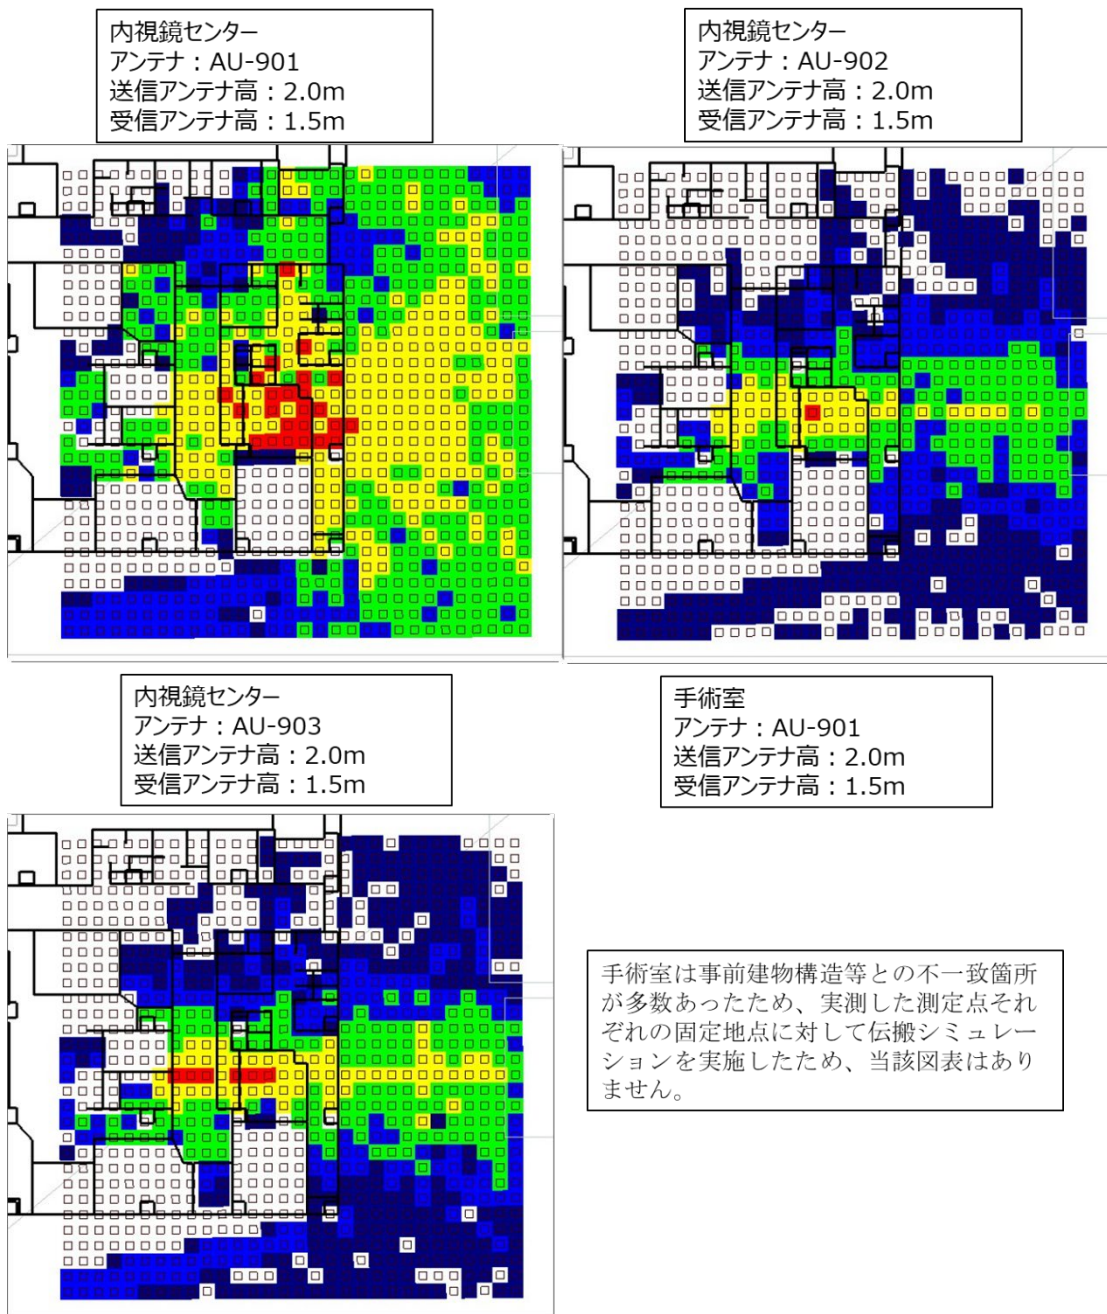 内視鏡センター
アンテナ：AU-901
送信アンテナ高：2.0m
受信アンテナ高：1.5m
内視鏡センター
アンテナ：AU-902
送信アンテナ高：2.0m
受信アンテナ高：1.5m
内視鏡センター
アンテナ：AU-903
送信アンテナ高：2.0m
受信アンテナ高：1.5m
手術室
アンテナ：AU-901
送信アンテナ高：2.0m
受信アンテナ高：1.5m
手術室は事前建物構造等との不一致箇所
が多数あったため、実測した測定点それ
ぞれの固定地点に対して伝搬シミュレー
ションを実施したため、当該図表はあり
ません。